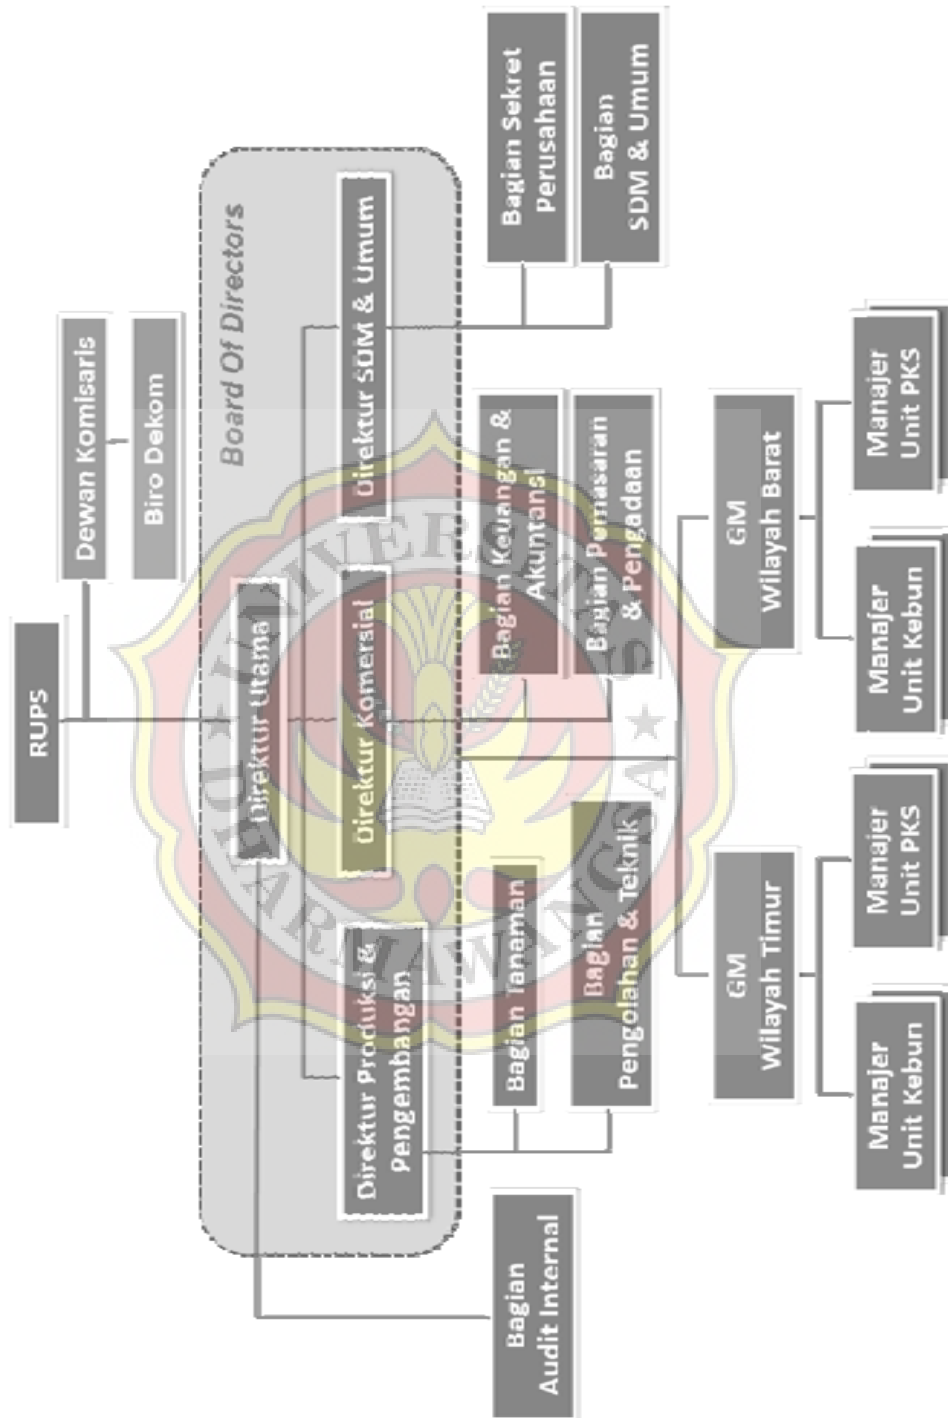 RUPS
Dewan Komisaris
Biro Dekom
Board Of Directors
Direktur Utama
Direktur Produksi &
Pengembangan
Direktur Komersial
Direktur SDM & Umum
Bagian
Audit Internal
Bagian Tanaman
Bagian
Pengolahan & Teknik
Bagian Keuangan &
Akuntansi
Bagian Pemasaran
& Pengadaan
Bagian Sekret
Perusahaan
Bagian
SDM & Umum
GM
Wilayah Timur
GM
Wilayah Barat
Manajer
Unit Kebun
Manajer
Unit PKS
Manajer
Unit Kebun
Manajer
Unit PKS
UNIVERSITAS
DHARMAWANGSA